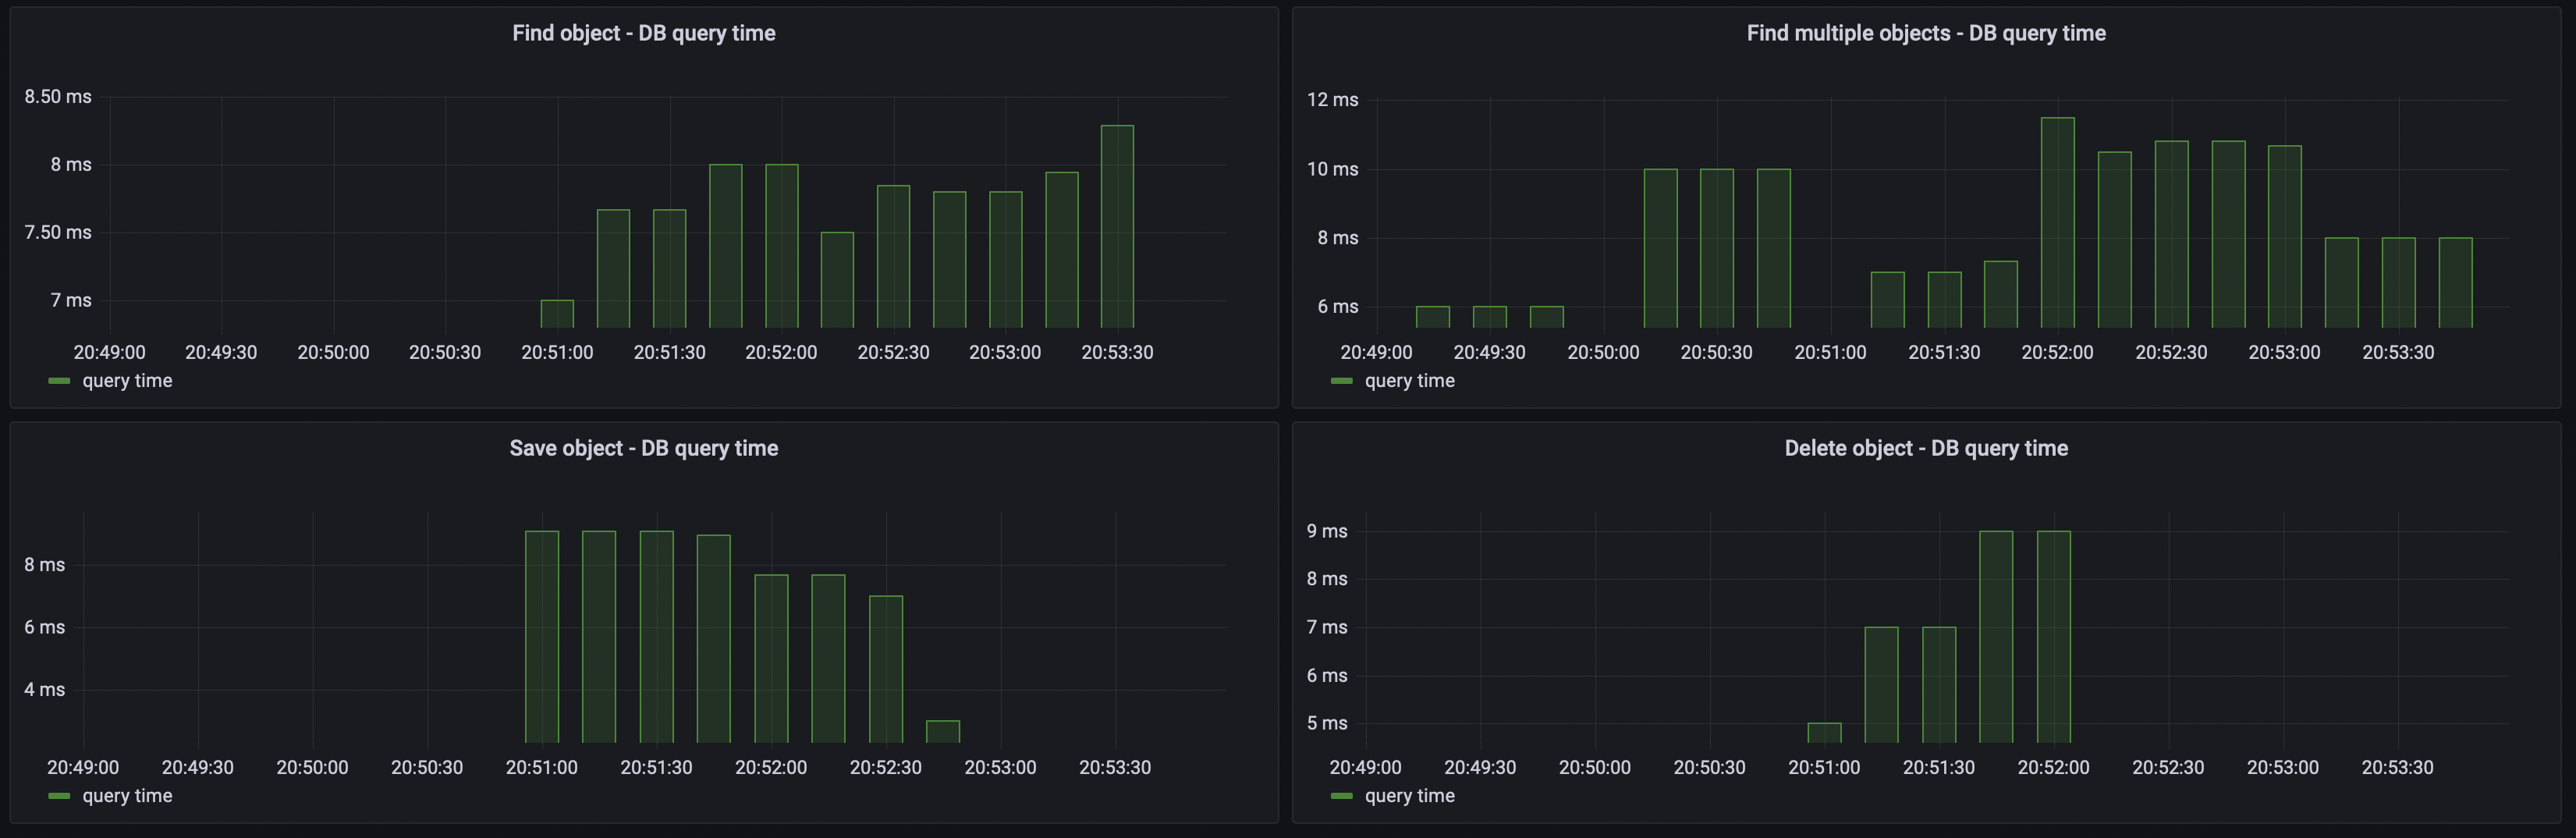 Find object - DB query time
8.50 ms
8 ms
7.50 ms
7 ms
20:49:00 20:49:30 20:50:00 20:50:30 20:51:00 20:51:30 20:52:00 20:52:30 20:53:00 20:53:30
query time
Find multiple objects - DB query time
12 ms
10 ms
8 ms
6 ms
20:49:00 20:49:30 20:50:00 20:50:30 20:51:00 20:51:30 20:52:00 20:52:30 20:53:00 20:53:30
query time
Save object - DB query time
8 ms
6 ms
4 ms
20:49:00 20:49:30 20:50:00 20:50:30 20:51:00 20:51:30 20:52:00 20:52:30 20:53:00 20:53:30
query time
Delete object - DB query time
9 ms
8 ms
7 ms
6 ms
5 ms
20:49:00 20:49:30 20:50:00 20:50:30 20:51:00 20:51:30 20:52:00 20:52:30 20:53:00 20:53:30
query time